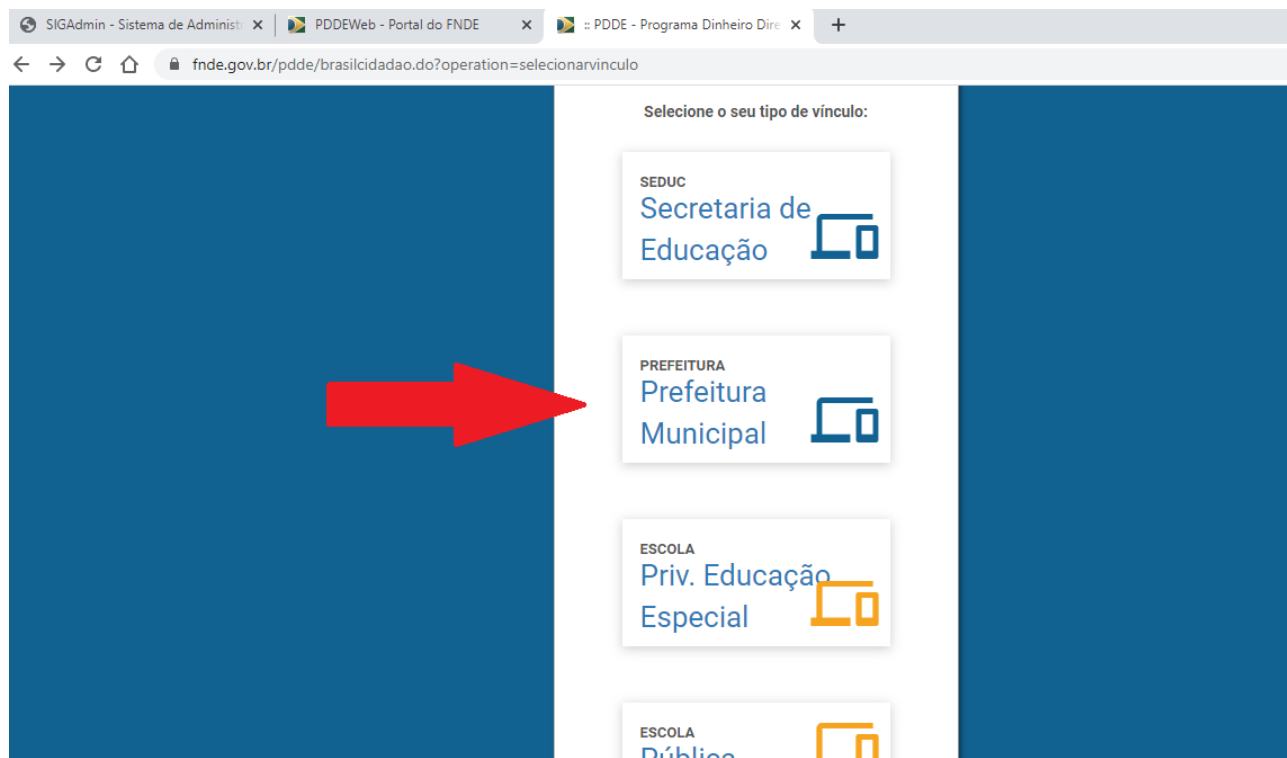 SIGAdmin - Sistema de Administ
PDDEWeb - Portal do FNDE
:: PDDE - Programa Dinheiro Dire
fnde.gov.br/pdde/brasilcidadao.do?operation=selecionarvinculo
Selecione o seu tipo de vínculo:
SEDUC
Secretaria de
Educação
PREFEITURA
Prefeitura
Municipal
ESCOLA
Priv. Educação
Especial
ESCOLA
Pública